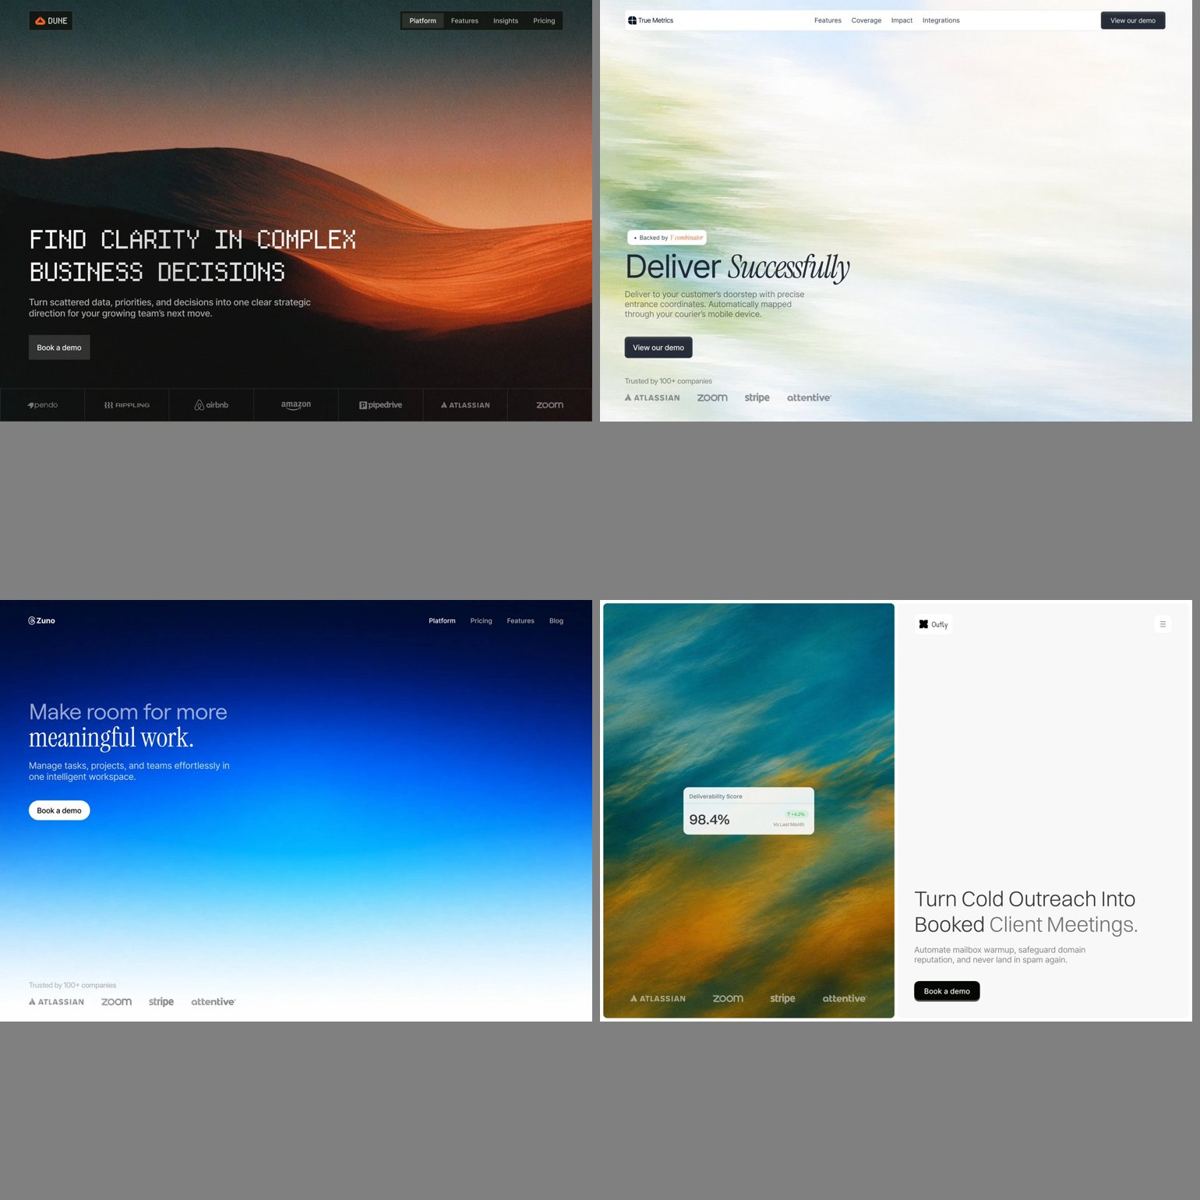 DUNE
Platform Features Insights Pricing
FIND CLARITY IN COMPLEX
BUSINESS DECISIONS
Turn scattered data, priorities, and decisions into one clear strategic
direction for your growing team's next move.
Book a demo
pendo RIPPLING airbnb amazon pipedrive ATLASSIAN zoom
True Metrics
Features Coverage Impact Integrations
View our demo
• Backed by Y combinator
Deliver Successfully
Deliver to your customer's doorstep with precise
entrance coordinates. Automatically mapped
through your courier's mobile device.
View our demo
Trusted by 100+ companies
ATLASSIAN zoom stripe attentive
Zuno
Platform Pricing Features Blog
Make room for more
meaningful work.
Manage tasks, projects, and teams effortlessly in
one intelligent workspace.
Book a demo
Trusted by 100+ companies
ATLASSIAN zoom stripe attentive
Deliverability Score
98.4%
↑ +4.2%
Vs Last Month
ATLASSIAN zoom stripe attentive
Outly
Turn Cold Outreach Into
Booked Client Meetings.
Automate mailbox warmup, safeguard domain
reputation, and never land in spam again.
Book a demo